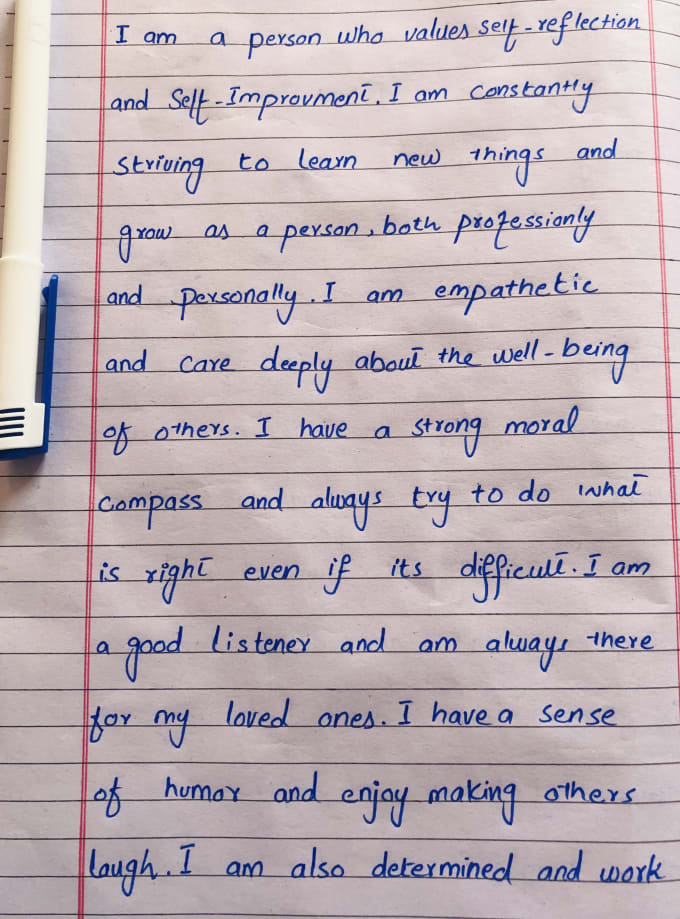 I am a person who values self-reflection
and Self-Improvment. I am constantly
striving to learn new things and
grow as a person, both professionly
and personally. I am empathetic
and care deeply about the well-being
of others. I have a strong moral
compass and always try to do what
is right even if its difficult. I am
a good listener and am always there
for my loved ones. I have a sense
of humor and enjoy making others
laugh. I am also determined and work